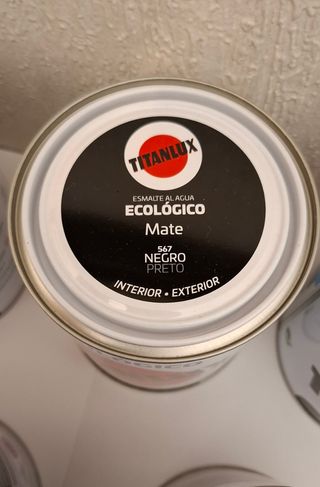 TITANLUX
ESMALTE AL AGUA
ECOLÓGICO
Mate
567
NEGRO
PRETO
INTERIOR • EXTERIOR